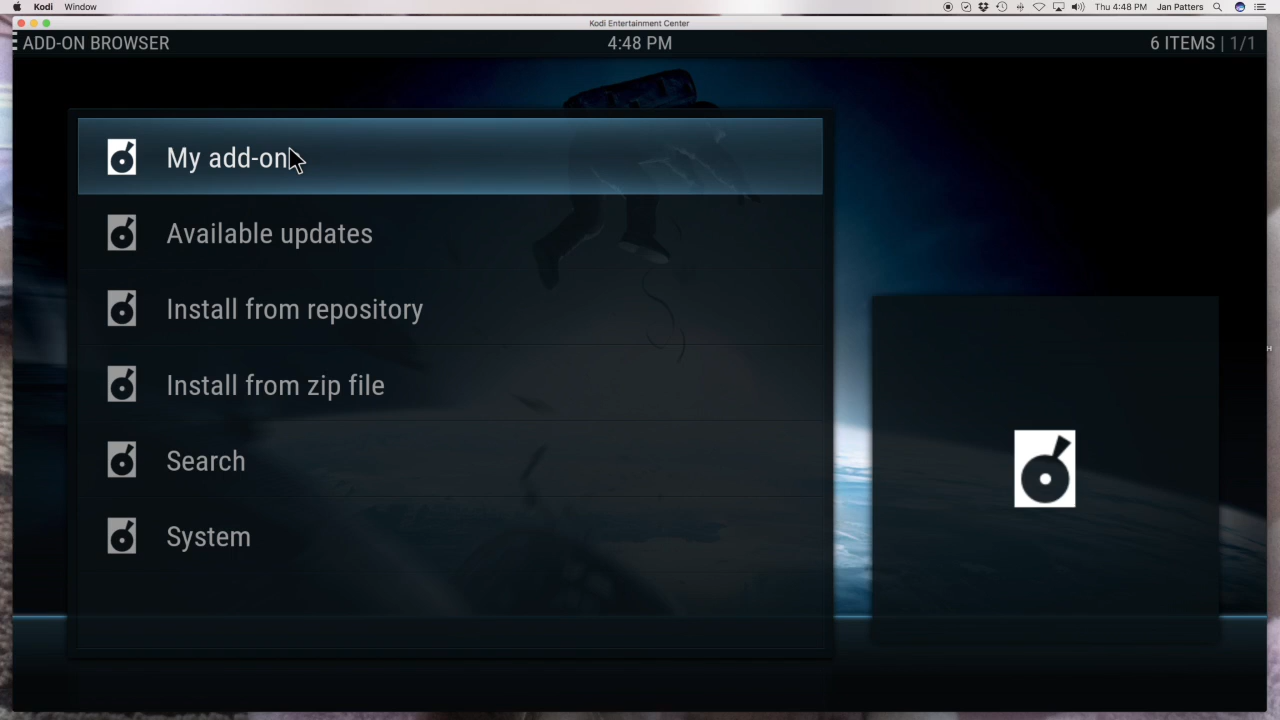 Kodi Window Thu 4:48 PM Jan Patters
Kodi Entertainment Center
ADD-ON BROWSER 4:48 PM 6 ITEMS | 1/1
My add-on
Available updates
Install from repository
Install from zip file
Search
System
H